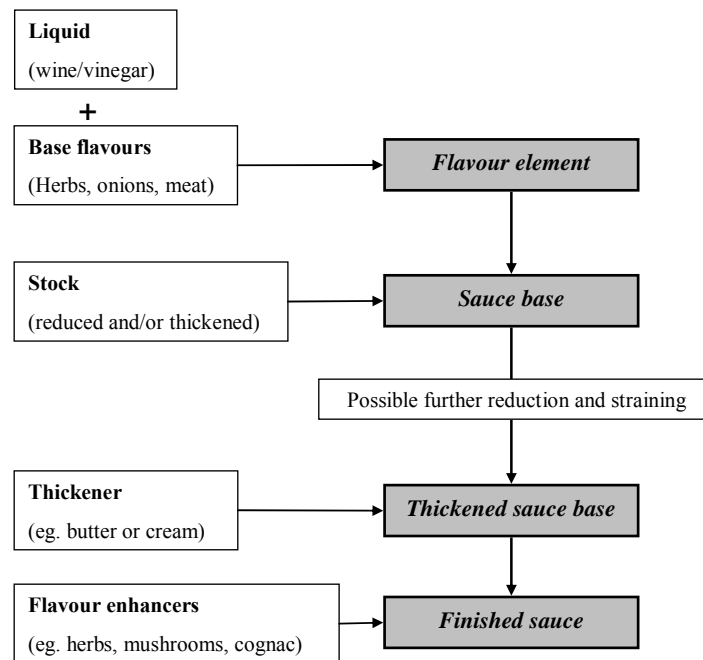 Liquid
(wine/vinegar)
+
Base flavours
(Herbs, onions, meat)
Flavour element
Stock
(reduced and/or thickened)
Sauce base
Possible further reduction and straining
Thickener
(eg. butter or cream)
Thickened sauce base
Flavour enhancers
(eg. herbs, mushrooms, cognac)
Finished sauce